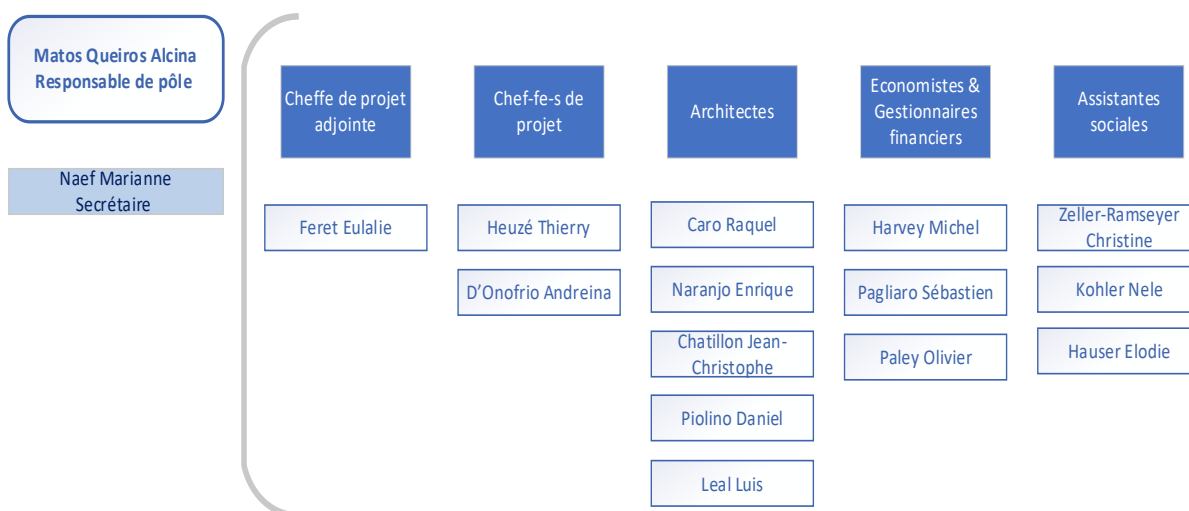 Matos Queiros Alcina
Responsable de pôle
Naef Marianne
Secrétaire
Cheffe de projet
adjointe
Feret Eulalie
Chef-fe-s de
projet
Heuzé Thierry
D’Onofrio Andreina
Architectes
Caro Raquel
Naranjo Enrique
Chatillon Jean-
Christophe
Piolino Daniel
Leal Luis
Economistes &
Gestionnaires
financiers
Harvey Michel
Pagliaro Sébastien
Paley Olivier
Assistantes
sociales
Zeller-Ramseyer
Christine
Kohler Nele
Hauser Elodie